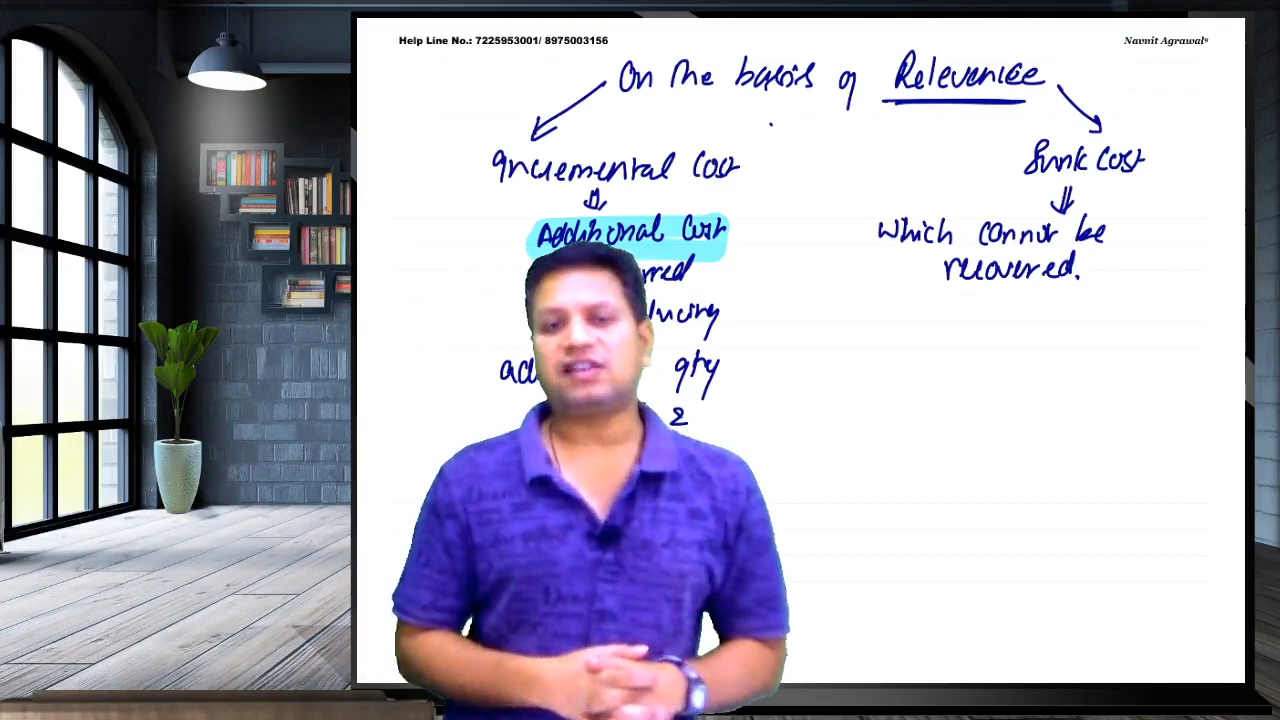 Help Line No.: 7225953001/ 8975003156
Navnit Agrawal
On the basis of Relevance
Incremental Cost
Sunk Cost
Additional Cost
which cannot be
recovered.
qty